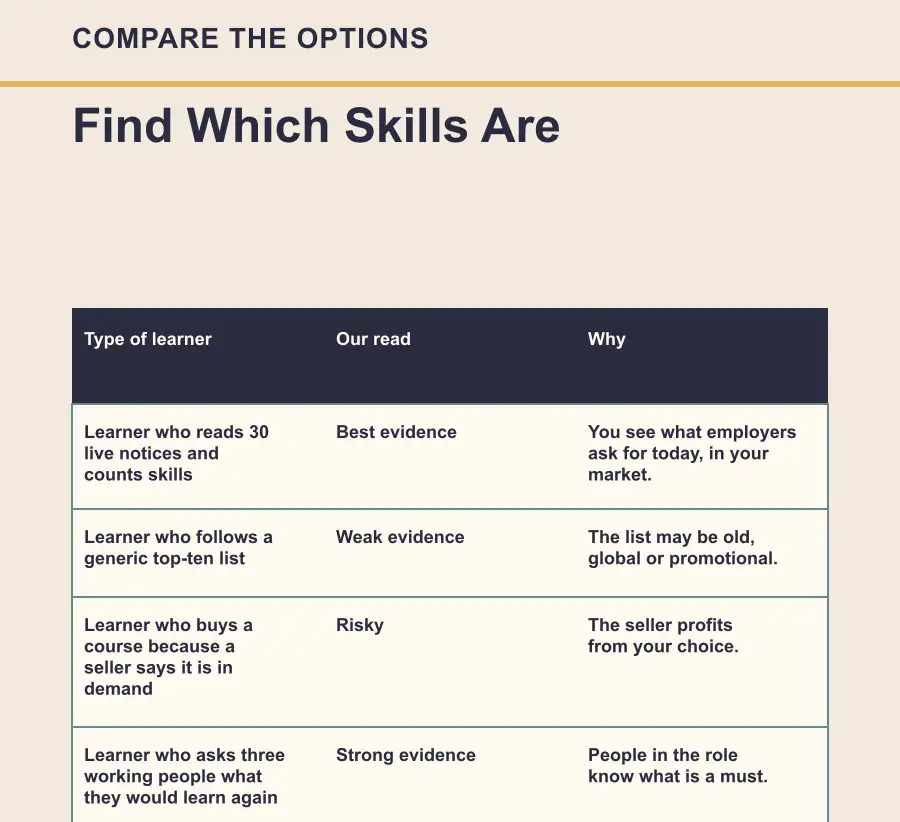 COMPARE THE OPTIONS
Find Which Skills Are
Type of learner
Our read
Why
Learner who reads 30
live notices and
counts skills
Best evidence
You see what employers
ask for today, in your
market.
Learner who follows a
generic top-ten list
Weak evidence
The list may be old,
global or promotional.
Learner who buys a
course because a
seller says it is in
demand
Risky
The seller profits
from your choice.
Learner who asks three
working people what
they would learn again
Strong evidence
People in the role
know what is a must.